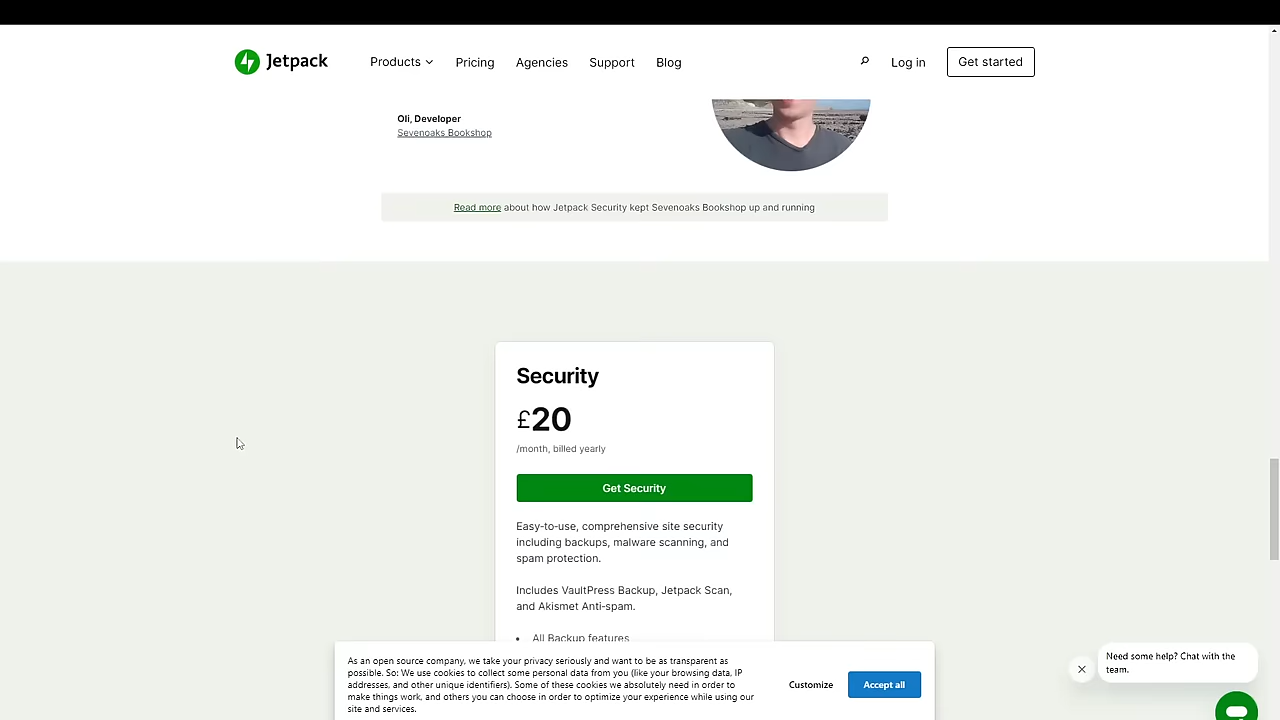 Jetpack
Products
Pricing
Agencies
Support
Blog
Log in
Get started
Oli, Developer
Sevenoaks Bookshop
Read more about how Jetpack Security kept Sevenoaks Bookshop up and running
Security
£20
/month, billed yearly
Get Security
Easy-to-use, comprehensive site security
including backups, malware scanning, and
spam protection.
Includes VaultPress Backup, Jetpack Scan,
and Akismet Anti-spam.
• All Backup features
As an open source company, we take your privacy seriously and want to be as transparent as
possible. So: We use cookies to collect some personal data from you (like your browsing data, IP
addresses, and other unique identifiers). Some of these cookies we absolutely need in order to
make things work, and others you can choose in order to optimize your experience while using our
site and services.
Customize
Accept all
Need some help? Chat with the
team.